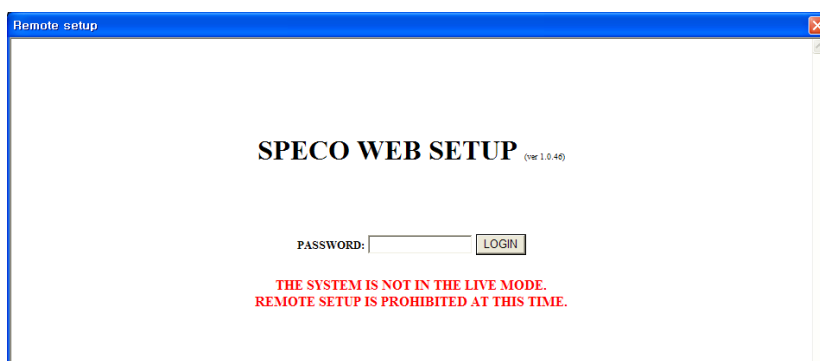 Remote setup
SPECO WEB SETUP (ver 1.0.46)
PASSWORD: LOGIN
THE SYSTEM IS NOT IN THE LIVE MODE.
REMOTE SETUP IS PROHIBITED AT THIS TIME.